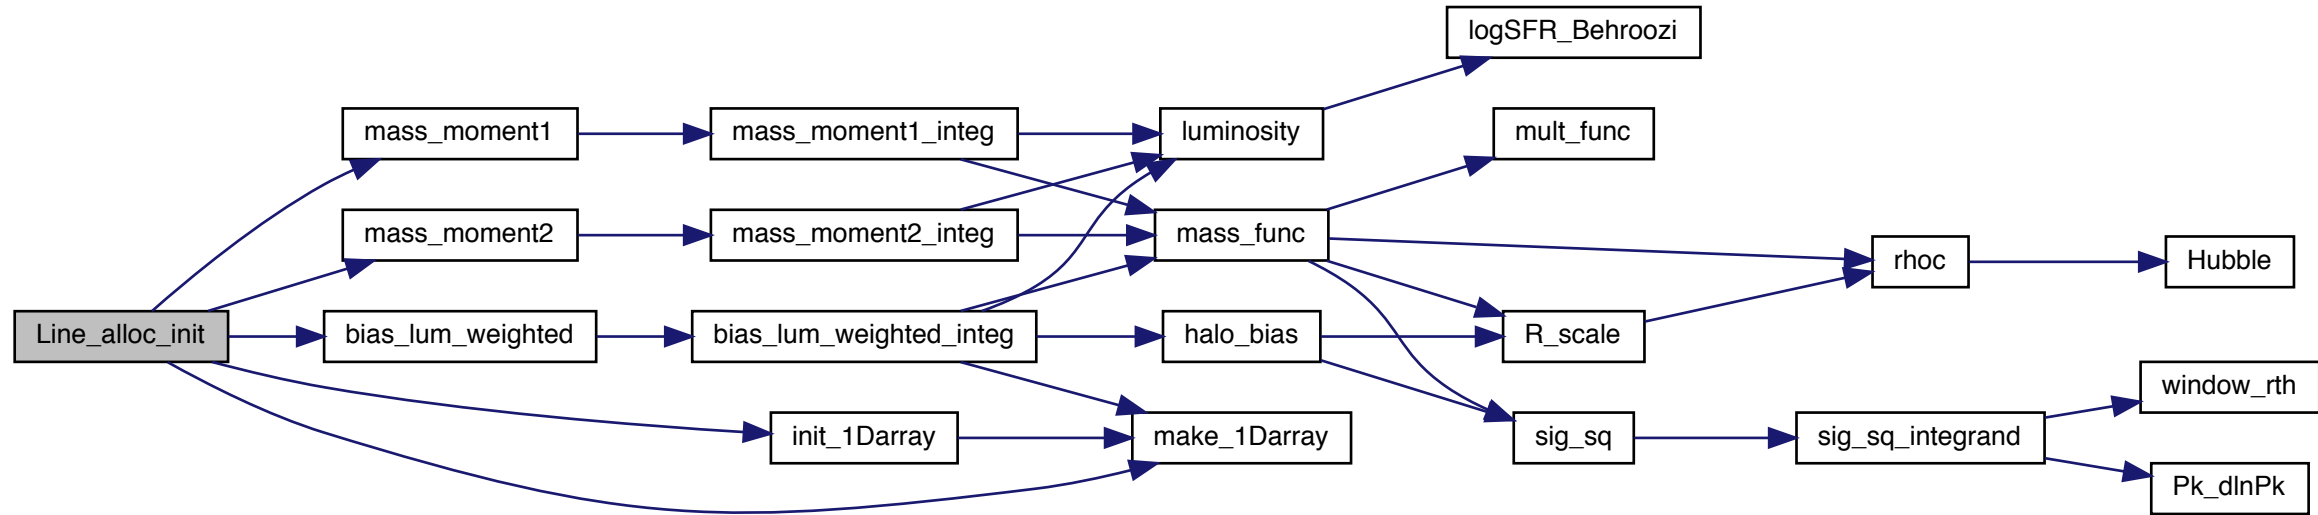 logSFR_Behroozi
mass_moment1
mass_moment1_integ
luminosity
mult_func
mass_moment2
mass_moment2_integ
mass_func
rhoc
Hubble
Line_alloc_init
bias_lum_weighted
bias_lum_weighted_integ
halo_bias
R_scale
window_rth
init_1Darray
make_1Darray
sig_sq
sig_sq_integrand
Pk_dlnPk